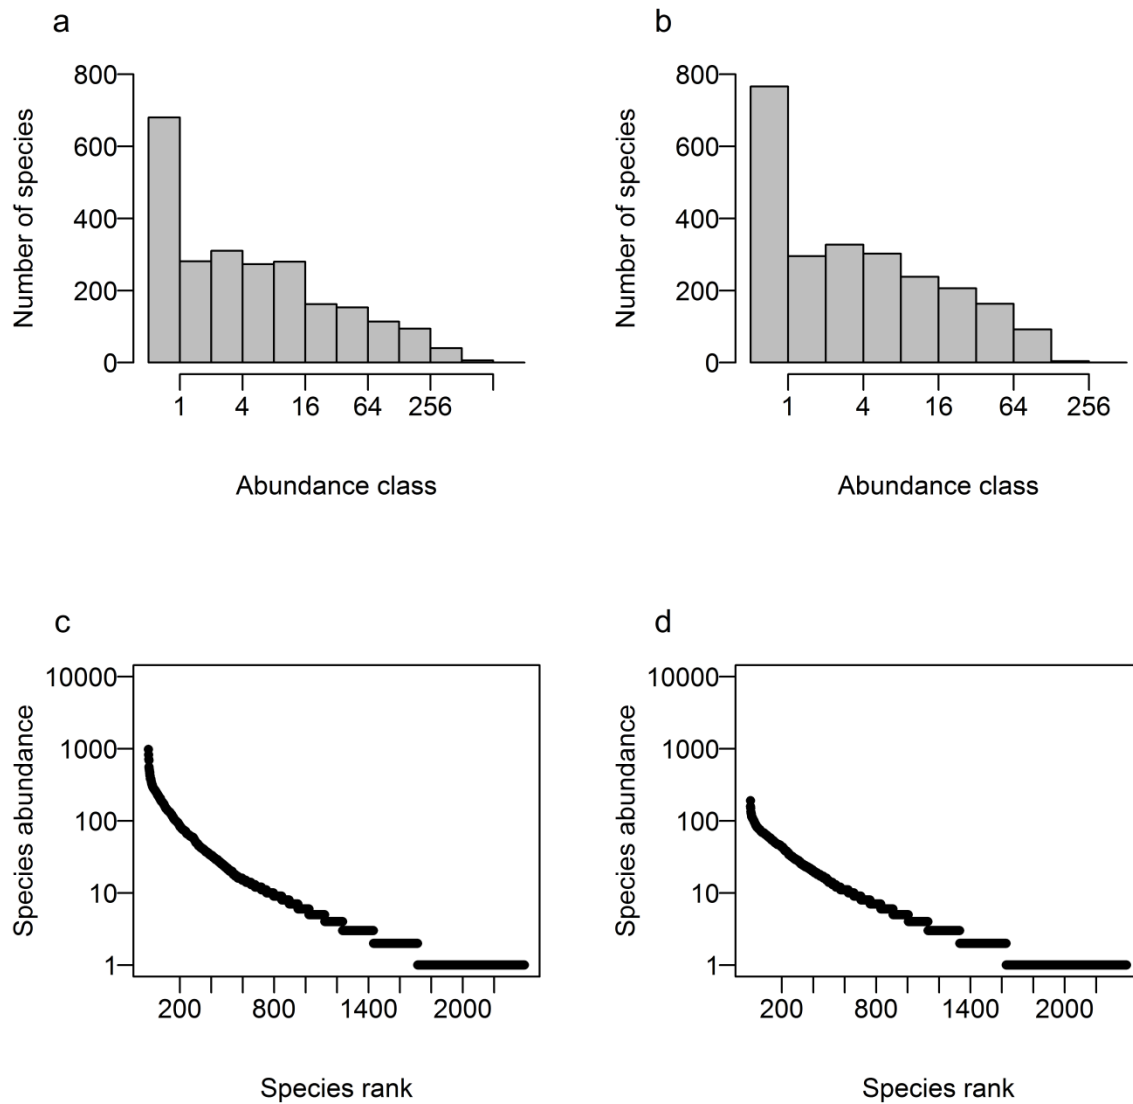 a
Number of species
800
600
400
200
0
1 4 16 64 256
Abundance class
b
Number of species
800
600
400
200
0
1 4 16 64 256
Abundance class
c
Species abundance
10000
1000
100
10
1
200 800 1400 2000
Species rank
d
Species abundance
10000
1000
100
10
1
200 800 1400 2000
Species rank